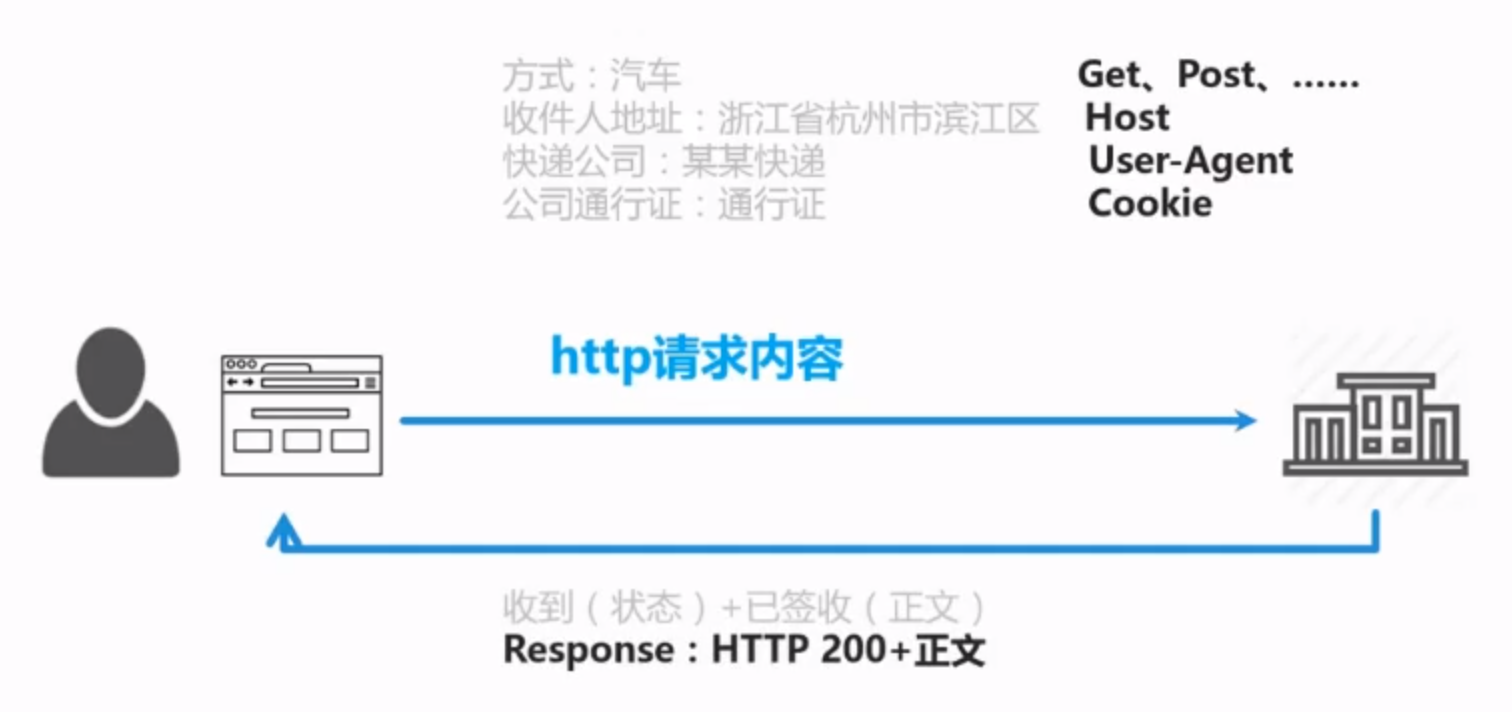 方式：汽车 Get、Post、……
收件人地址：浙江省杭州市滨江区 Host
快递公司：某某快递 User-Agent
公司通行证：通行证 Cookie
http请求内容
收到（状态）+已签收（正文）
Response：HTTP 200+正文